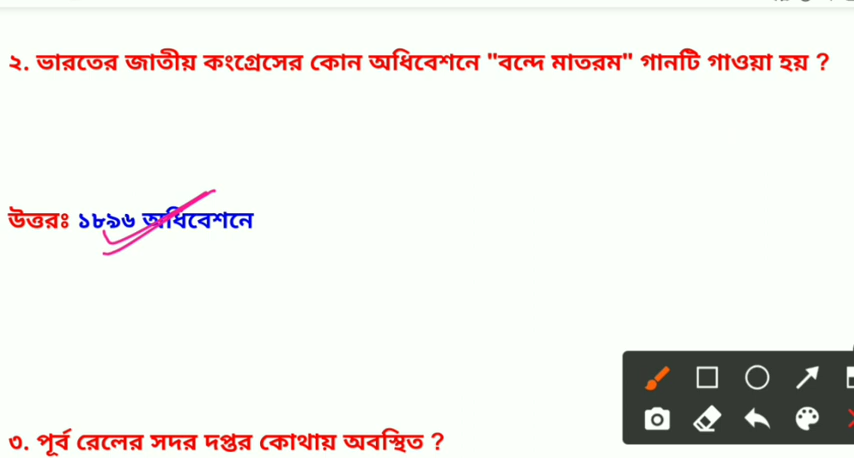 ২. ভারতের জাতীয় কংগ্রেসের কোন অধিবেশনে "বন্দে মাতরম" গানটি গাওয়া হয় ?
উত্তরঃ ১৮৯৬ অধিবেশনে
৩. পূর্ব রেলের সদর দপ্তর কোথায় অবস্থিত ?